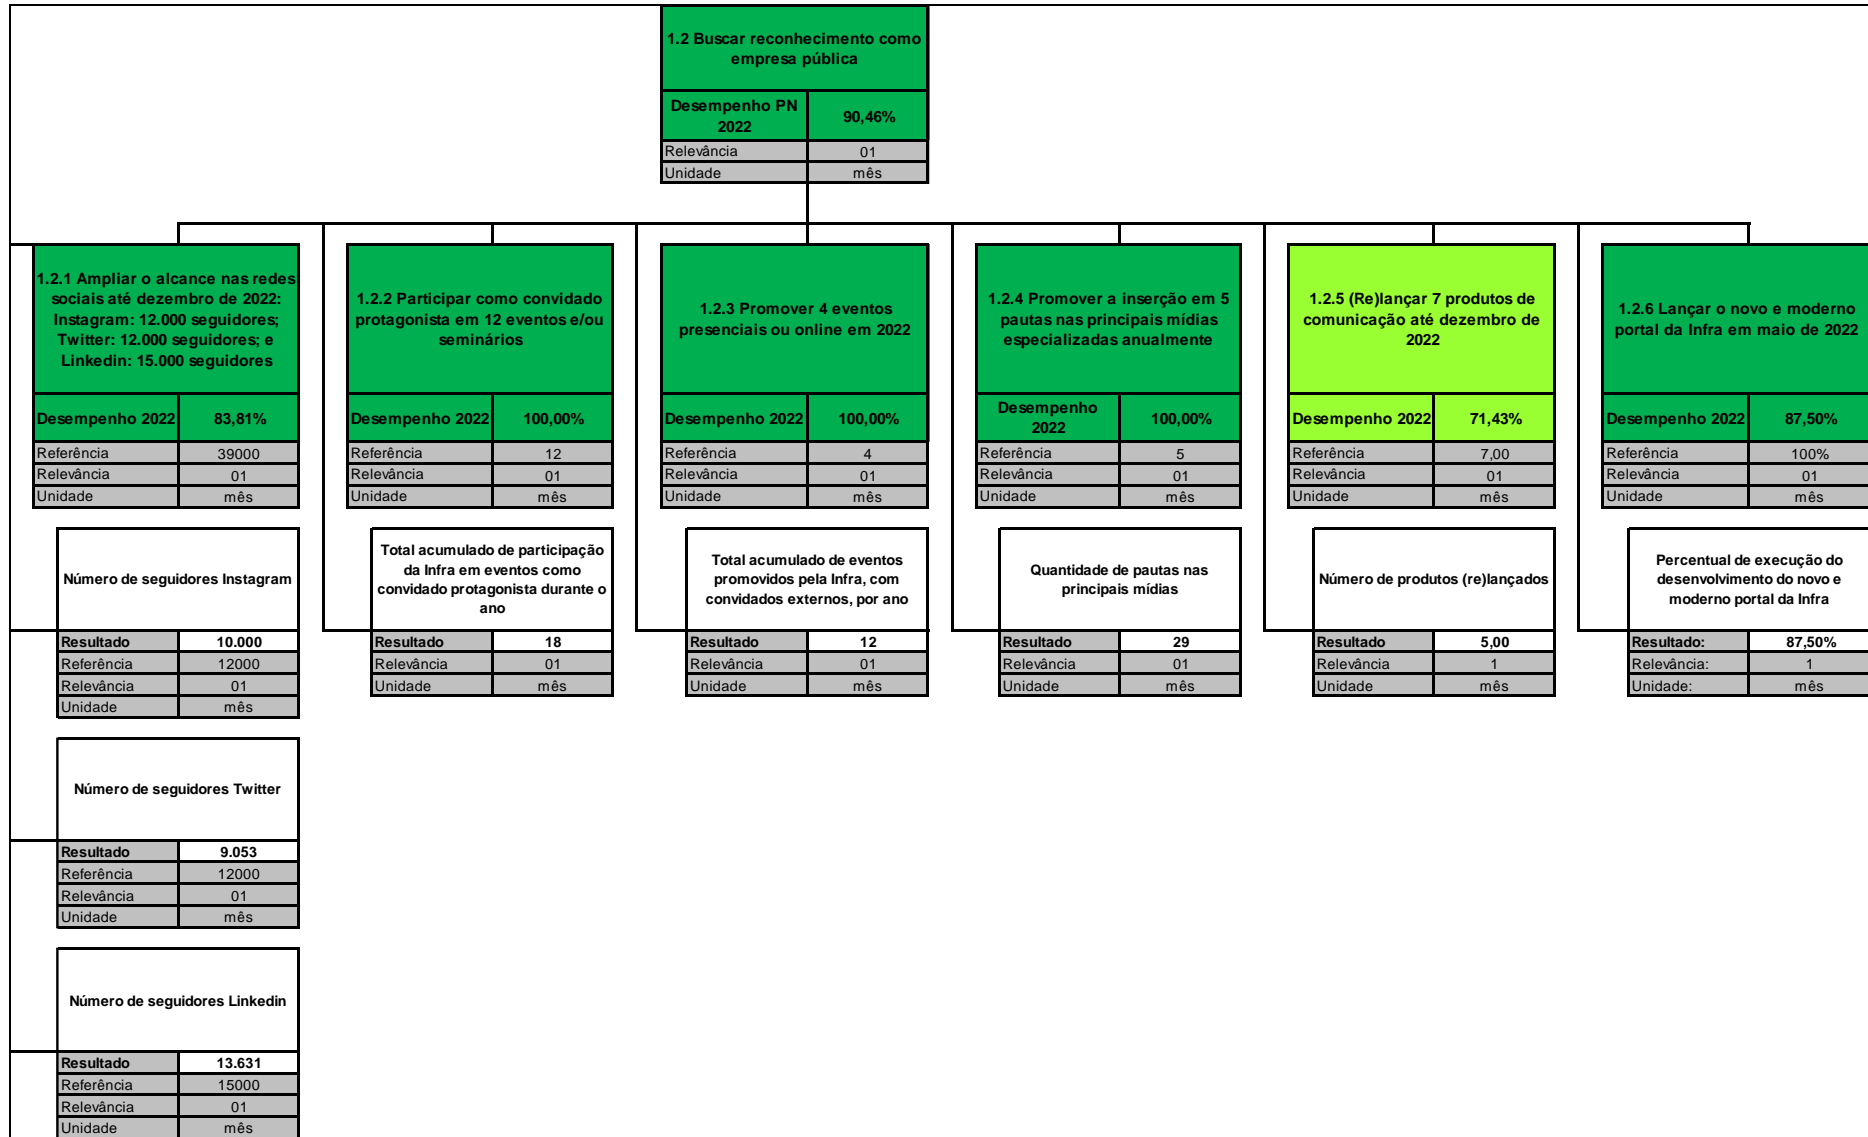 1.2 Buscar reconhecimento como
empresa pública
Desempenho PN
2022
90,46%
Relevância 01
Unidade mês
1.2.1 Ampliar o alcance nas redes
sociais até dezembro de 2022:
Instagram: 12.000 seguidores;
Twitter: 12.000 seguidores; e
Linkedin: 15.000 seguidores
Desempenho 2022 83,81%
Referência 39000
Relevância 01
Unidade mês
1.2.2 Participar como convidado
protagonista em 12 eventos e/ou
seminários
Desempenho 2022 100,00%
Referência 12
Relevância 01
Unidade mês
1.2.3 Promover 4 eventos
presenciais ou online em 2022
Desempenho 2022 100,00%
Referência 4
Relevância 01
Unidade mês
1.2.4 Promover a inserção em 5
pautas nas principais mídias
especializadas anualmente
Desempenho
2022
100,00%
Referência 5
Relevância 01
Unidade mês
1.2.5 (Re)lançar 7 produtos de
comunicação até dezembro de
2022
Desempenho 2022 71,43%
Referência 7,00
Relevância 01
Unidade mês
1.2.6 Lançar o novo e moderno
portal da Infra em maio de 2022
Desempenho 2022 87,50%
Referência 100%
Relevância 01
Unidade mês
Número de seguidores Instagram
Resultado 10.000
Referência 12000
Relevância 01
Unidade mês
Total acumulado de participação
da Infra em eventos como
convidado protagonista durante o
ano
Resultado 18
Relevância 01
Unidade mês
Total acumulado de eventos
promovidos pela Infra, com
convidados externos, por ano
Resultado 12
Relevância 01
Unidade mês
Quantidade de pautas nas
principais mídias
Resultado 29
Relevância 01
Unidade mês
Número de produtos (re)lançados
Resultado 5,00
Relevância 1
Unidade mês
Percentual de execução do
desenvolvimento do novo e
moderno portal da Infra
Resultado: 87,50%
Relevância: 1
Unidade: mês
Número de seguidores Twitter
Resultado 9.053
Referência 12000
Relevância 01
Unidade mês
Número de seguidores Linkedin
Resultado 13.631
Referência 15000
Relevância 01
Unidade mês